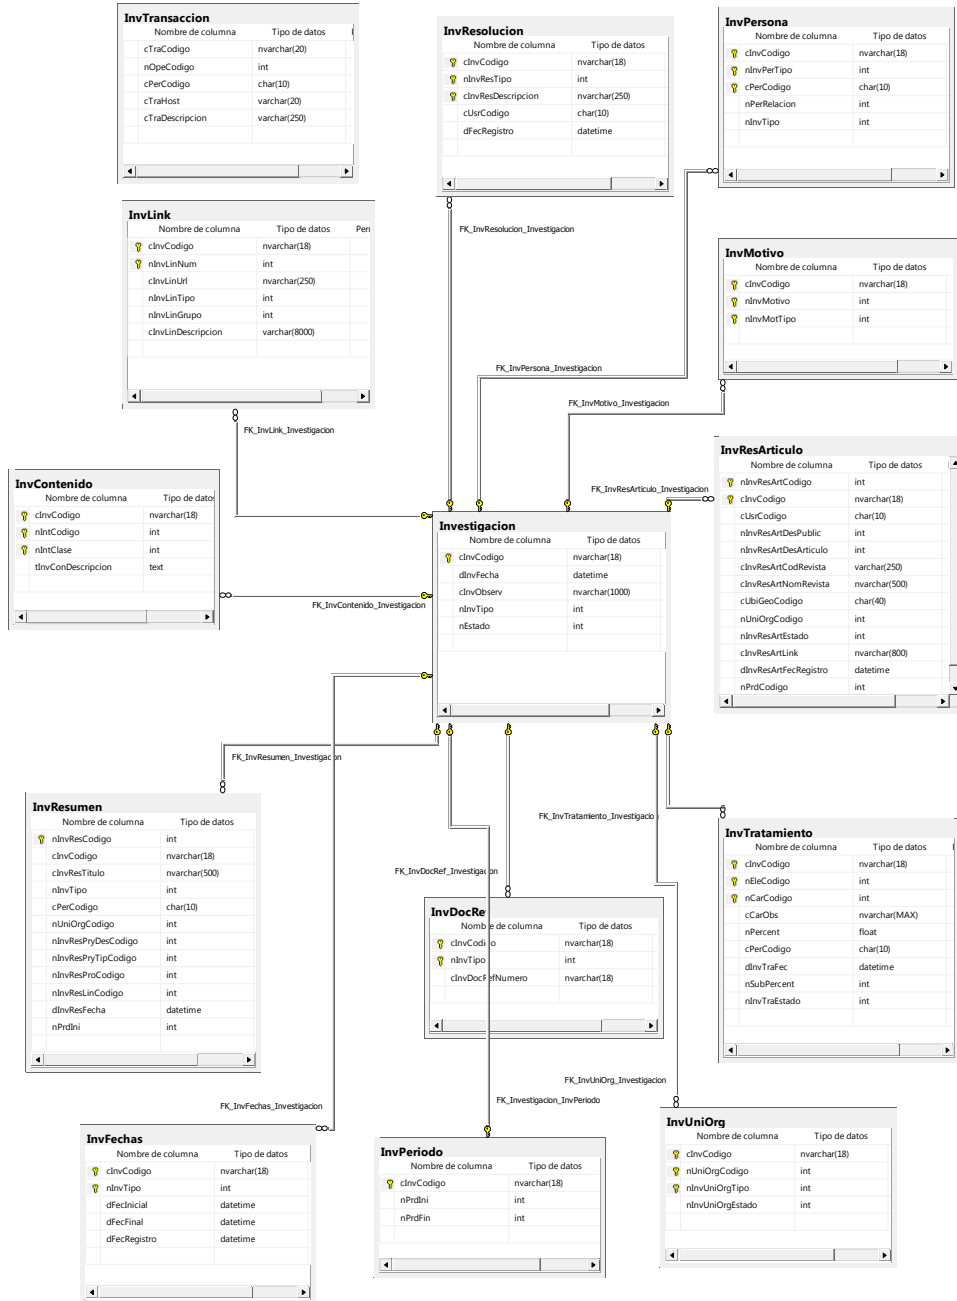 InvTransaccion
Nombre de columna Tipo de datos
cTraCodigo nvarchar(20)
nOpeCodigo int
cPerCodigo char(10)
cTraHost varchar(20)
cTraDescripcion varchar(250)
InvResolucion
Nombre de columna Tipo de datos
cInvCodigo nvarchar(18)
nInvResTipo int
cInvResDescripcion nvarchar(250)
cUsrCodigo char(10)
dFecRegistro datetime
InvPersona
Nombre de columna Tipo de datos
cInvCodigo nvarchar(18)
nInvPerTipo int
cPerCodigo char(10)
nPerRelacion int
nInvTipo int
InvLink
Nombre de columna Tipo de datos
cInvCodigo nvarchar(18)
nInvLinNum int
cInvLinUrl nvarchar(250)
nInvLinTipo int
nInvLinGrupo int
cInvLinDescripcion varchar(8000)
FK_InvResolucion_Investigacion
InvMotivo
Nombre de columna Tipo de datos
cInvCodigo nvarchar(18)
nInvMotivo int
nInvMotTipo int
FK_InvPersona_Investigacion
FK_InvMotivo_Investigacion
FK_InvLink_Investigacion
InvContenido
Nombre de columna Tipo de datos
cInvCodigo nvarchar(18)
nIntCodigo int
nIntClase int
tInvConDescripcion text
FK_InvContenido_Investigacion
FK_InvResArticulo_Investigacion
InvResArticulo
Nombre de columna Tipo de datos
nInvResArtCodigo int
cInvCodigo nvarchar(18)
cUsrCodigo char(10)
nInvResArtDesPublic int
nInvResArtDesArticulo int
cInvResArtCodRevista varchar(250)
cInvResArtNomRevista nvarchar(500)
cUbiGeoCodigo char(40)
nUniOrgCodigo int
nInvResArtEstado int
cInvResArtLink nvarchar(800)
dInvResArtFecRegistro datetime
nPrdCodigo int
Investigacion
Nombre de columna Tipo de datos
cInvCodigo nvarchar(18)
dInvFecha datetime
cInvObserv nvarchar(1000)
nInvTipo int
nEstado int
FK_InvResumen_Investigacion
InvResumen
Nombre de columna Tipo de datos
nInvResCodigo int
cInvCodigo nvarchar(18)
cInvResTitulo nvarchar(500)
nInvTipo int
cPerCodigo char(10)
nUniOrgCodigo int
nInvResPryDesCodigo int
nInvResPryTipCodigo int
nInvResProCodigo int
nInvResLinCodigo int
dInvResFecha datetime
nPrdIni int
FK_InvTratamiento_Investigacio
FK_InvDocRef_Investigacion
InvDocRe
Nombre de columna Tipo de datos
cInvCodigo nvarchar(18)
nInvTipo int
cInvDocRefNumero nvarchar(18)
InvTratamiento
Nombre de columna Tipo de datos
cInvCodigo nvarchar(18)
nEleCodigo int
nCarCodigo int
cCarObs nvarchar(MAX)
nPercent float
cPerCodigo char(10)
dInvTraFec datetime
nSubPercent int
nInvTraEstado int
FK_InvUniOrg_Investigacion
FK_InvFechas_Investigacion
FK_Investigacion_InvPeriodo
InvFechas
Nombre de columna Tipo de datos
cInvCodigo nvarchar(18)
nInvTipo int
dFecInicial datetime
dFecFinal datetime
dFecRegistro datetime
InvPeriodo
Nombre de columna Tipo de datos
cInvCodigo nvarchar(18)
nPrdIni int
nPrdFin int
InvUniOrg
Nombre de columna Tipo de datos
cInvCodigo nvarchar(18)
nUniOrgCodigo int
nInvUniOrgTipo int
nInvUniOrgEstado int